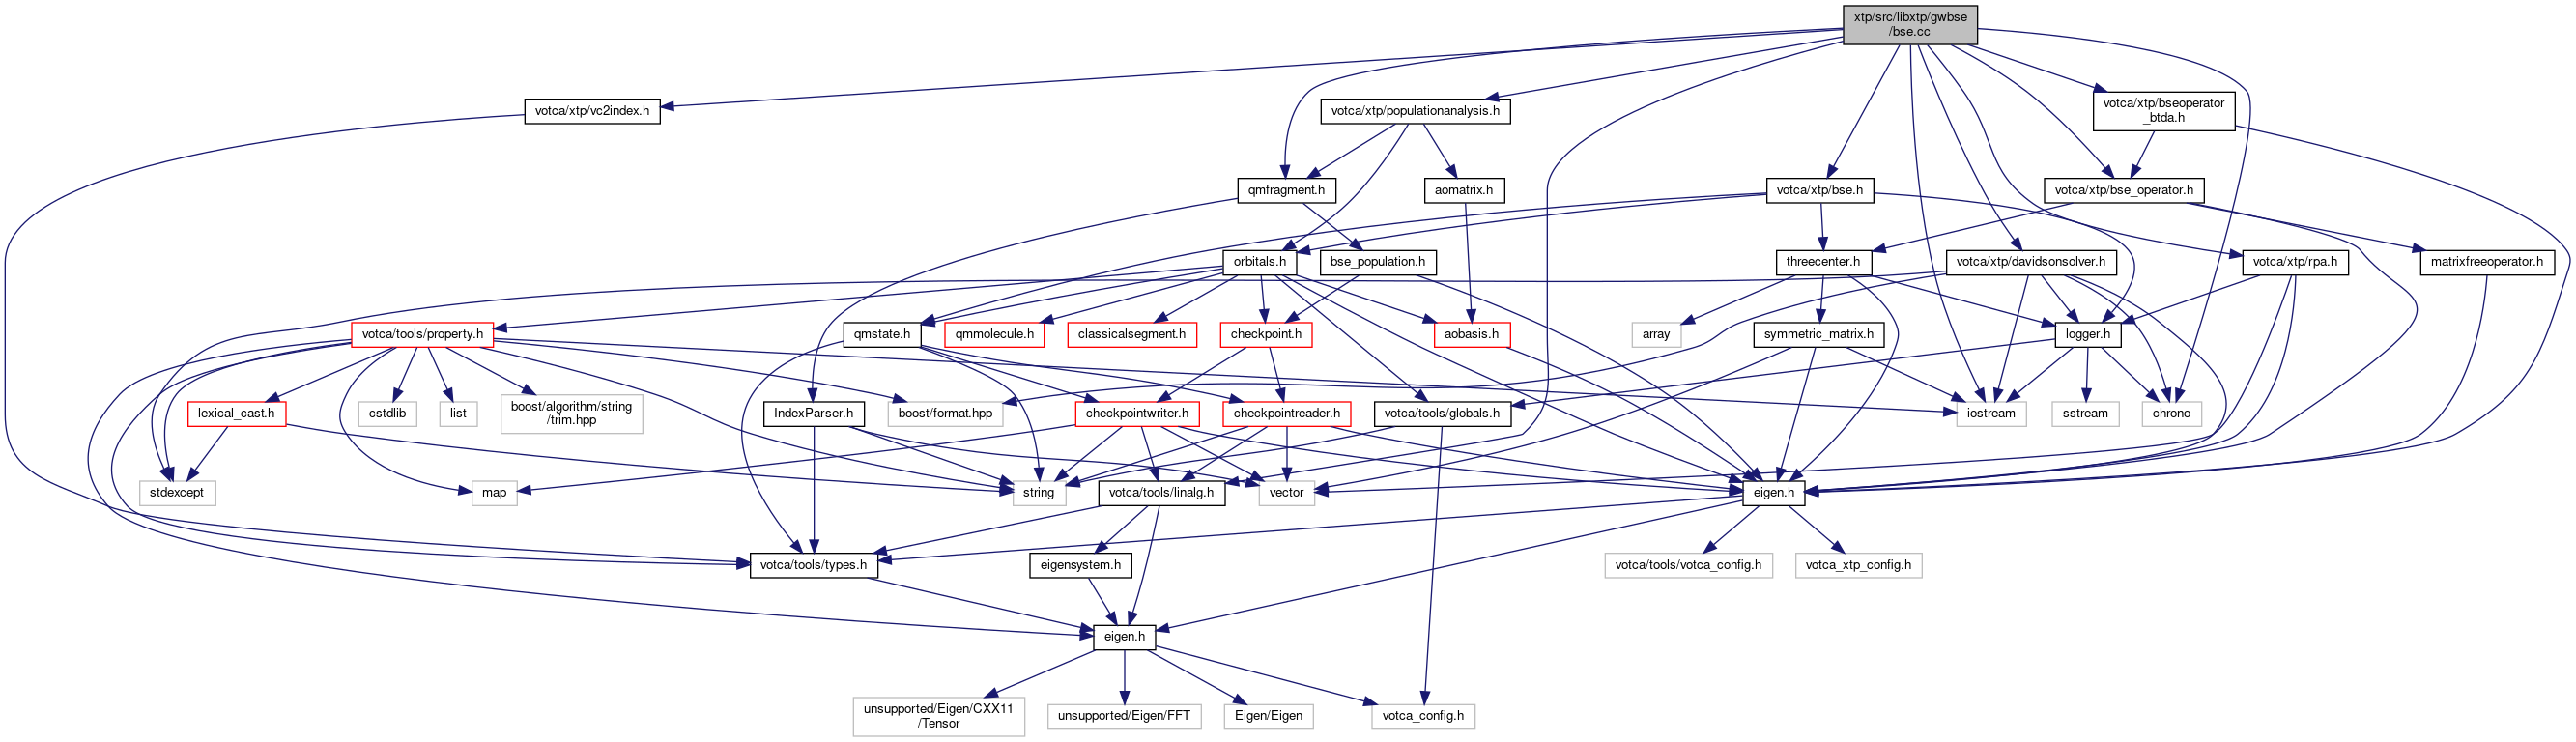 xtp/src/libxtp/gwbse
/bse.cc
votca/xtp/vc2index.h
votca/xtp/populationanalysis.h
votca/xtp/bseoperator
_btda.h
qmfragment.h
aomatrix.h
votca/xtp/bse.h
votca/xtp/bse_operator.h
orbitals.h
bse_population.h
threecenter.h
votca/xtp/davidsonsolver.h
votca/xtp/rpa.h
matrixfreeoperator.h
votca/tools/property.h
qmstate.h
qmmolecule.h
classicalsegment.h
checkpoint.h
aobasis.h
array
symmetric_matrix.h
logger.h
lexical_cast.h
cstdlib
list
boost/algorithm/string
/trim.hpp
IndexParser.h
boost/format.hpp
checkpointwriter.h
checkpointreader.h
votca/tools/globals.h
iostream
sstream
chrono
stdexcept
map
string
votca/tools/linalg.h
vector
eigen.h
votca/tools/types.h
eigensystem.h
votca/tools/votca_config.h
votca_xtp_config.h
eigen.h
unsupported/Eigen/CXX11
/Tensor
unsupported/Eigen/FFT
Eigen/Eigen
votca_config.h